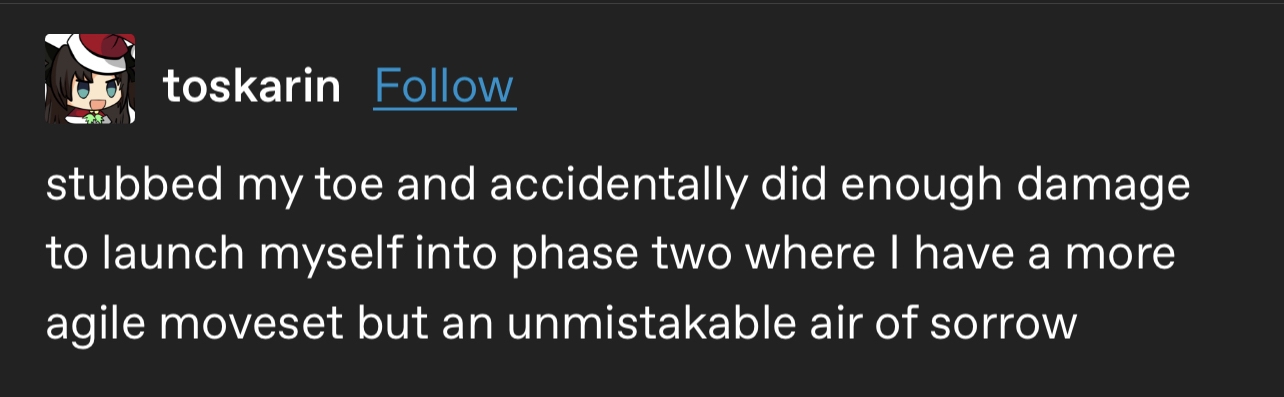 toskarin Follow
stubbed my toe and accidentally did enough damage
to launch myself into phase two where I have a more
agile moveset but an unmistakable air of sorrow